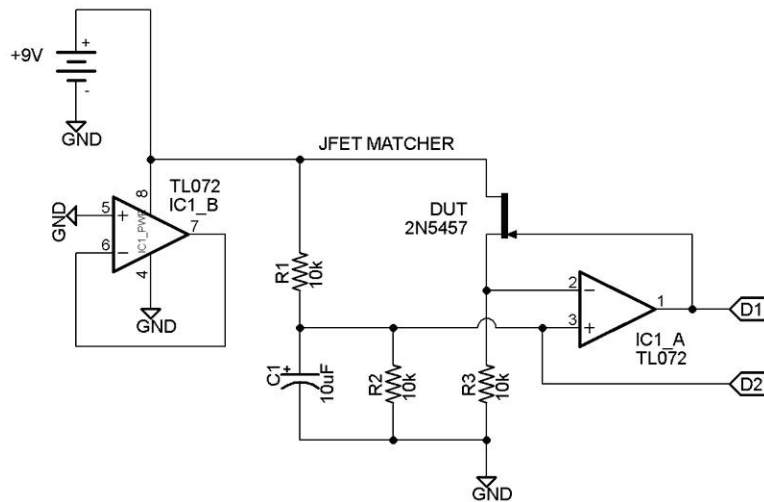 +9V
+
-
GND
JFET MATCHER
TL072
IC1_B
8
GND
5
+
6
−
IC1_PWR
7
4
GND
DUT
2N5457
R1
10k
2
−
3
+
1
IC1_A
TL072
D1
D2
C1
+
10uF
R2
10k
R3
10k
GND